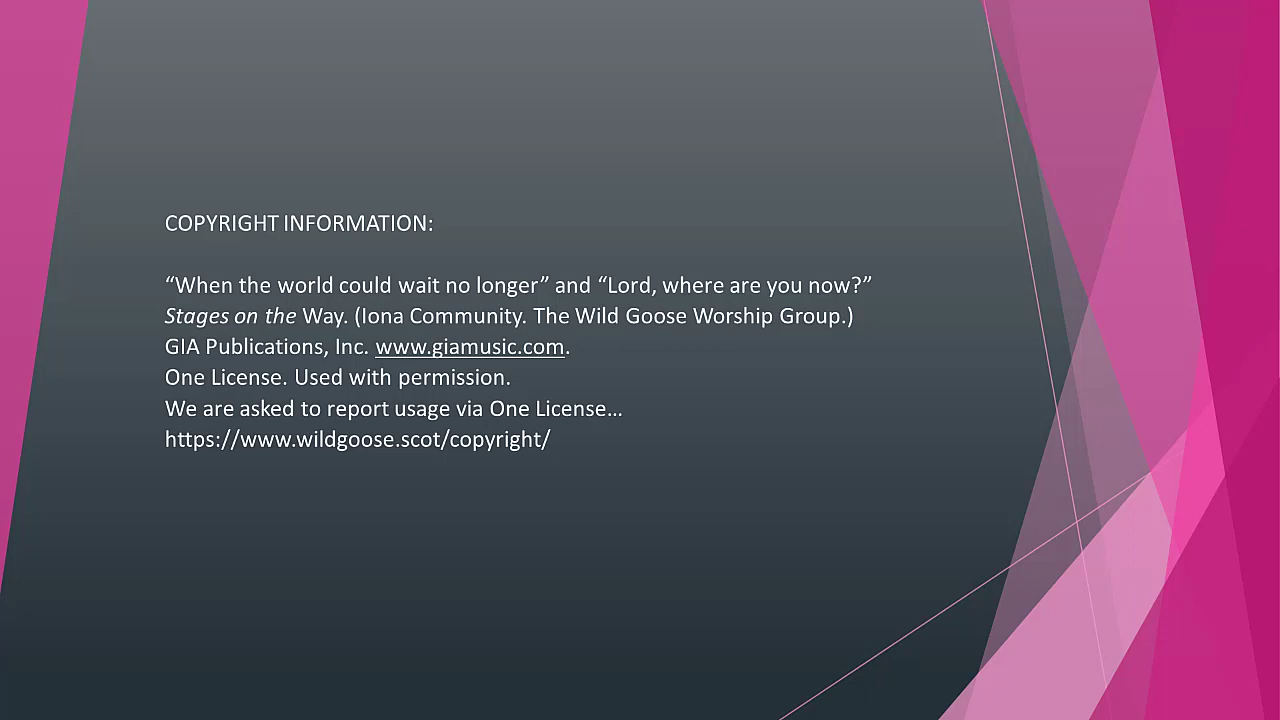 COPYRIGHT INFORMATION:
“When the world could wait no longer” and “Lord, where are you now?”
Stages on the Way. (Iona Community. The Wild Goose Worship Group.)
GIA Publications, Inc. www.giamusic.com.
One License. Used with permission.
We are asked to report usage via One License…
https://www.wildgoose.scot/copyright/